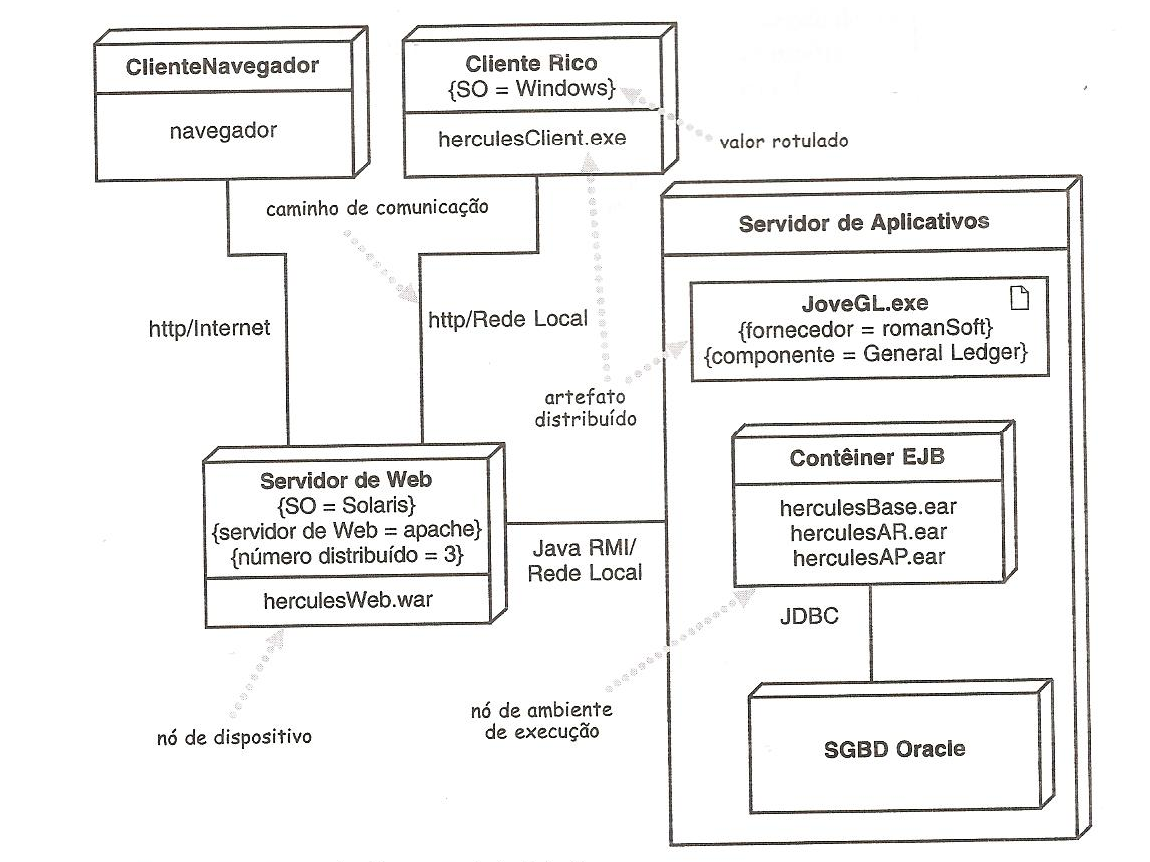 ClienteNavegador
navegador
Cliente Rico
{SO = Windows}
herculesClient.exe
valor rotulado
caminho de comunicação
http/Internet
http/Rede Local
artefato
distribuído
Servidor de Aplicativos
JoveGL.exe
{fornecedor = romanSoft}
{componente = General Ledger}
Contêiner EJB
herculesBase.ear
herculesAR.ear
herculesAP.ear
Servidor de Web
{SO = Solaris}
{servidor de Web = apache}
{número distribuído = 3}
herculesWeb.war
Java RMI/
Rede Local
JDBC
nó de dispositivo
nó de ambiente
de execução
SGBD Oracle